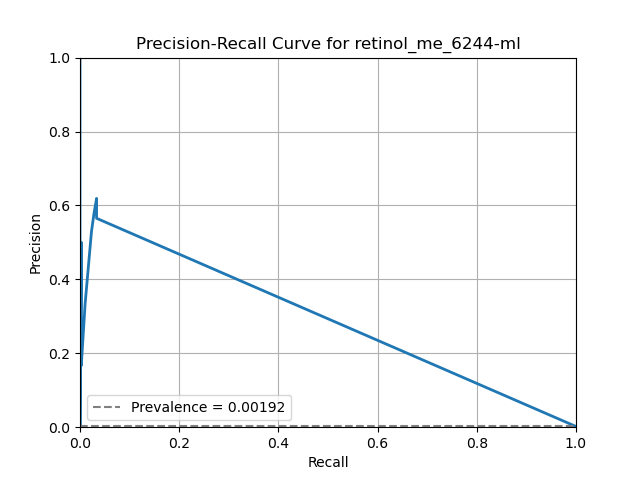 Precision-Recall Curve for retinol_me_6244-ml
1.0
0.8
0.6
0.4
0.2
0.0
Precision
Prevalence = 0.00192
0.0 0.2 0.4 0.6 0.8 1.0
Recall